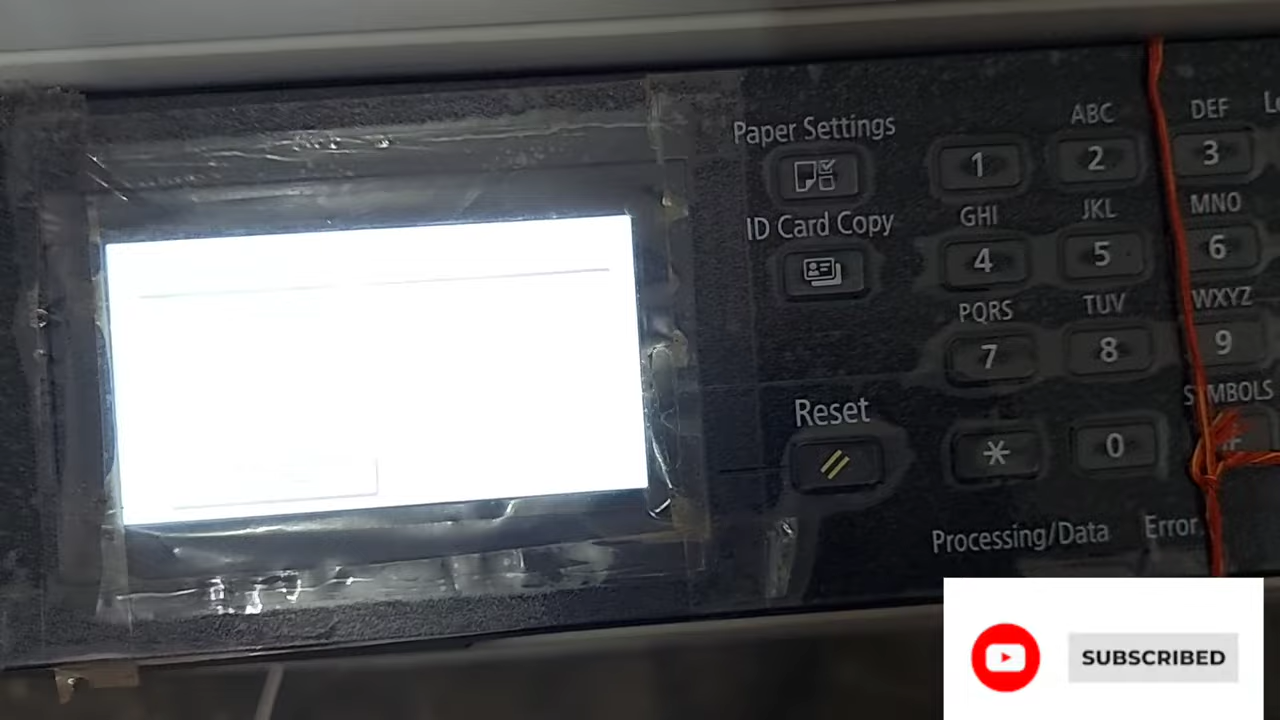 Paper Settings
ID Card Copy
Reset
ABC
DEF
1
2
3
GHI
JKL
MNO
4
5
6
PQRS
TUV
WXYZ
7
8
9
SYMBOLS
*
0
Processing/Data
Error
SUBSCRIBED